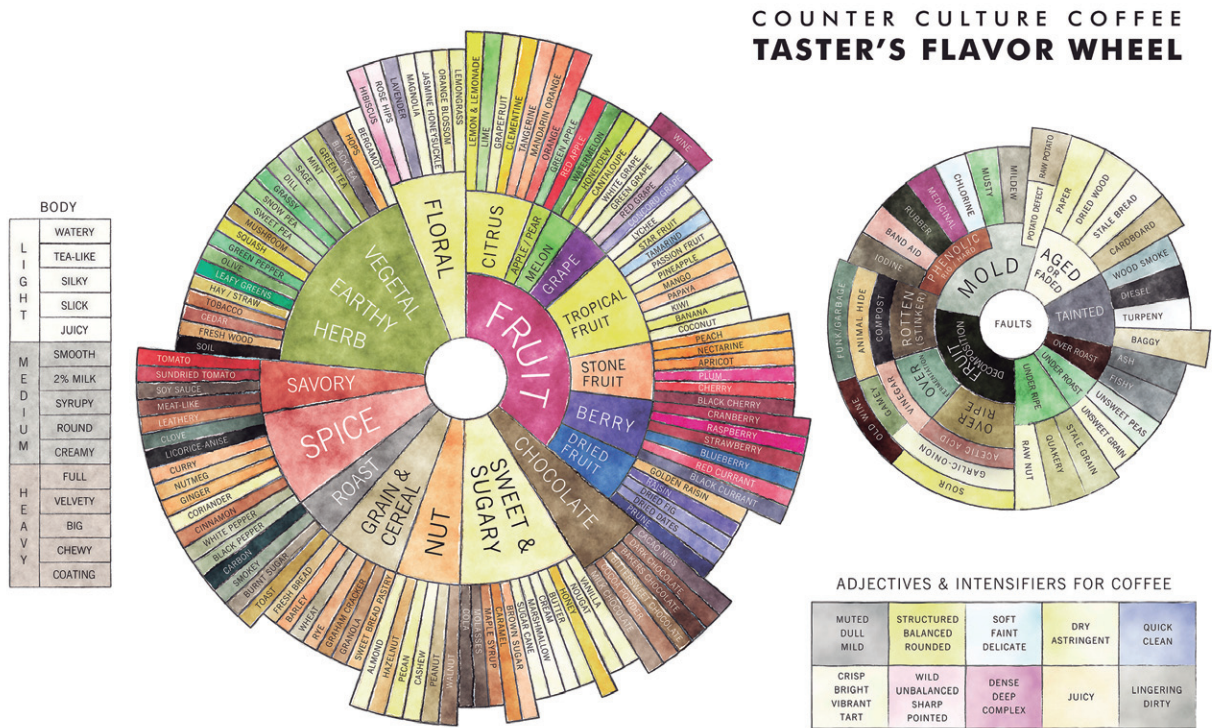 COUNTER CULTURE COFFEE
TASTER'S FLAVOR WHEEL
BODY
LIGHT
WATERY
TEA-LIKE
SILKY
SLICK
JUICY
MEDIUM
SMOOTH
2% MILK
SYRUPY
ROUND
CREAMY
HEAVY
FULL
VELVETY
BIG
CHEWY
COATING
FRUIT
CITRUS
LEMON & LEMONADE
LIME
GRAPEFRUIT
CLEMENTINE
TANGERINE
MANDARIN ORANGE
ORANGE
APPLE / PEAR
GREEN APPLE
RED APPLE
MELON
WATERMELON
HONEYDEW
CANTALOUPE
GRAPE
WHITE GRAPE
GREEN GRAPE
RED GRAPE
WINE
TROPICAL
FRUIT
LYCHEE
STAR FRUIT
TAMARIND
PASSION FRUIT
PINEAPPLE
MANGO
PAPAYA
KIWI
BANANA
COCONUT
STONE
FRUIT
PEACH
NECTARINE
APRICOT
PLUM
CHERRY
BLACK CHERRY
BERRY
CRANBERRY
RASPBERRY
STRAWBERRY
BLUEBERRY
RED CURRANT
BLACK CURRANT
DRIED
FRUIT
GOLDEN RAISIN
RAISIN
DRIED FIG
DRIED DATES
PRUNE
CHOCOLATE
CACAO NIBS
DARK CHOCOLATE
BAKERS CHOCOLATE
BITTERSWEET CHOCOLATE
COCOA POWDER
MILK CHOCOLATE
SWEET &
SUGARY
VANILLA
NOUGAT
HONEY
BUTTER
CREAM
MARSHMALLOW
SUGAR CANE
BROWN SUGAR
CARAMEL
MAPLE SYRUP
MOLASSES
COLA
NUT
WALNUT
PEANUT
CASHEW
PECAN
HAZELNUT
ALMOND
GRAIN &
CEREAL
SWEET BREAD PASTRY
GRANOLA
GRAHAM CRACKER
RYE
WHEAT
BARLEY
FRESH BREAD
ROAST
TOAST
BURNT SUGAR
SMOKEY
CARBON
SPICE
BLACK PEPPER
WHITE PEPPER
CINNAMON
CORIANDER
GINGER
NUTMEG
CURRY
LICORICE-ANISE
CLOVE
SAVORY
LEATHERY
MEAT-LIKE
SOY SAUCE
SUNDRIED TOMATO
TOMATO
VEGETAL
EARTHY
HERB
SOIL
FRESH WOOD
CEDAR
TOBACCO
HAY / STRAW
LEAFY GREENS
OLIVE
GREEN PEPPER
SQUASH
MUSHROOM
SWEET PEA
SNOW PEA
GRASSY
DILL
SAGE
MINT
GREEN TEA
BLACK TEA
HOPS
BERGAMOT
FLORAL
HIBISCUS
ROSE HIPS
LAVENDER
MAGNOLIA
JASMINE HONEYSUCKLE
ORANGE BLOSSOM
LEMONGRASS
FAULTS
AGED
OR
FADED
POTATO DEFECT
RAW POTATO
PAPER
DRIED WOOD
STALE BREAD
CARDBOARD
TAINTED
WOOD SMOKE
DIESEL
TURPENY
BAGGY
OVER ROAST
ASH
FISHY
UNDER ROAST
UNSWEET PEAS
UNSWEET GRAIN
STALE GRAIN
UNDER RIPE
QUAKERY
RAW NUT
FRUIT
DECOMPOSITION
OVER
RIPE
SOUR
GARLIC-ONION
ACETIC ACID
OVER
VINEGAR
GAMEY
OLD WINE
ROTTEN
(STINKER)
COMPOST
ANIMAL HIDE
FUNK/GARBAGE
MOLD
PHENOLIC
IODINE
BAND AID
RUBBER
MEDICINAL
CHLORINE
MUSTY
MILDEW
ADJECTIVES & INTENSIFIERS FOR COFFEE
MUTED
DULL
MILD
STRUCTURED
BALANCED
ROUNDED
SOFT
FAINT
DELICATE
DRY
ASTRINGENT
QUICK
CLEAN
CRISP
BRIGHT
VIBRANT
TART
WILD
UNBALANCED
SHARP
POINTED
DENSE
DEEP
COMPLEX
JUICY
LINGERING
DIRTY